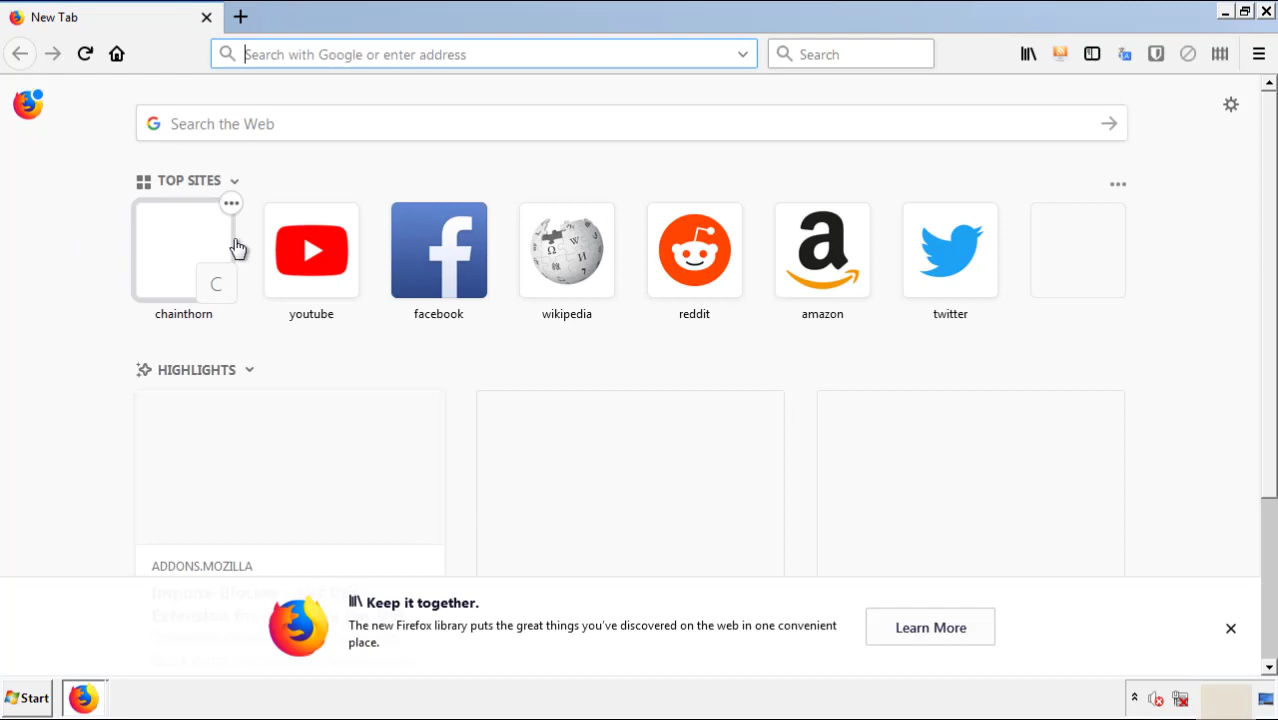 New Tab
Search with Google or enter address
Search
Search the Web
TOP SITES
C
chainthorn
youtube
facebook
wikipedia
reddit
amazon
twitter
HIGHLIGHTS
ADDONS.MOZILLA
Keep it together.
The new Firefox library puts the great things you've discovered on the web in one convenient
place.
Learn More
Start